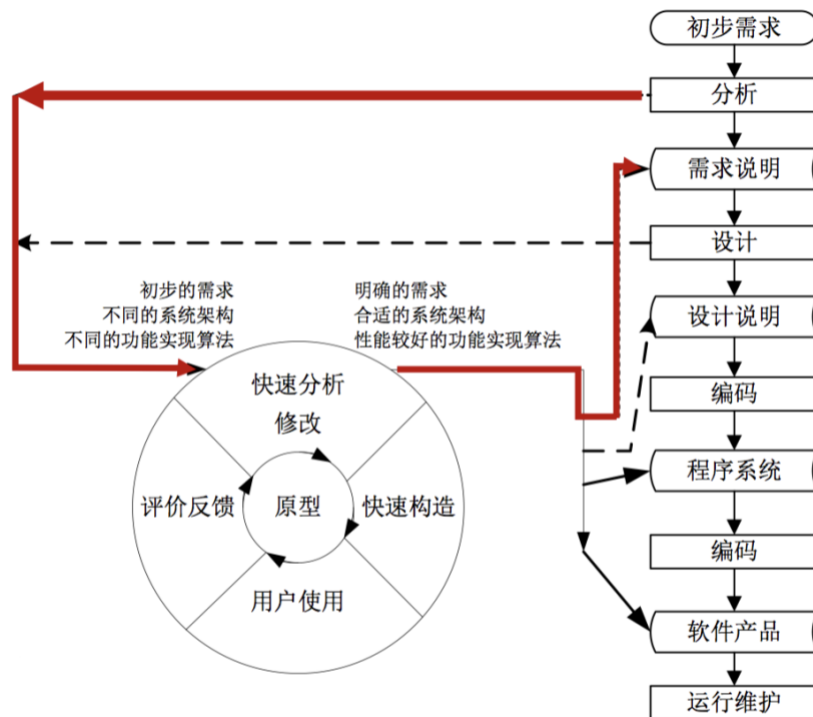 初步需求
分析
需求说明
设计
初步的需求
不同的系统架构
不同的功能实现算法
明确的需求
合适的系统架构
性能较好的功能实现算法
设计说明
快速分析
修改
编码
评价反馈
原型
快速构造
程序系统
编码
用户使用
软件产品
运行维护